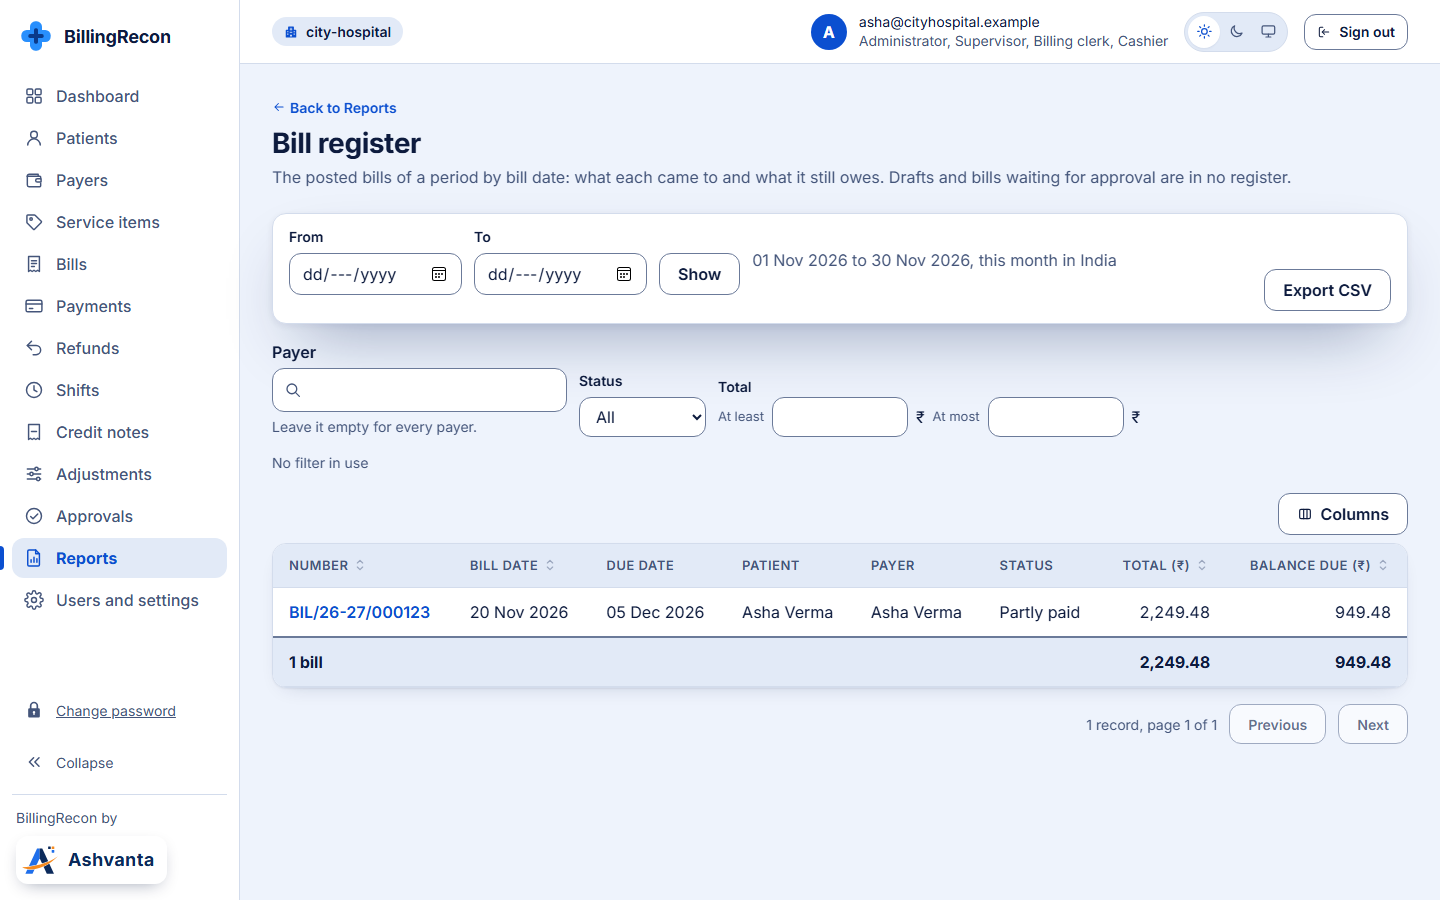 BillingRecon
Dashboard
Patients
Payers
Service items
Bills
Payments
Refunds
Shifts
Credit notes
Adjustments
Approvals
Reports
Users and settings
Change password
Collapse
BillingRecon by
Ashvanta
city-hospital
A
asha@cityhospital.example
Administrator, Supervisor, Billing clerk, Cashier
Sign out
Back to Reports
Bill register
The posted bills of a period by bill date: what each came to and what it still owes. Drafts and bills waiting for approval are in no register.
From To
dd/---/yyyy dd/---/yyyy Show 01 Nov 2026 to 30 Nov 2026, this month in India
Export CSV
Payer
Status Total
All At least ₹ At most ₹
Leave it empty for every payer.
No filter in use
Columns
NUMBER BILL DATE DUE DATE PATIENT PAYER STATUS TOTAL (₹) BALANCE DUE (₹)
BIL/26-27/000123 20 Nov 2026 05 Dec 2026 Asha Verma Asha Verma Partly paid 2,249.48 949.48
1 bill 2,249.48 949.48
1 record, page 1 of 1 Previous Next